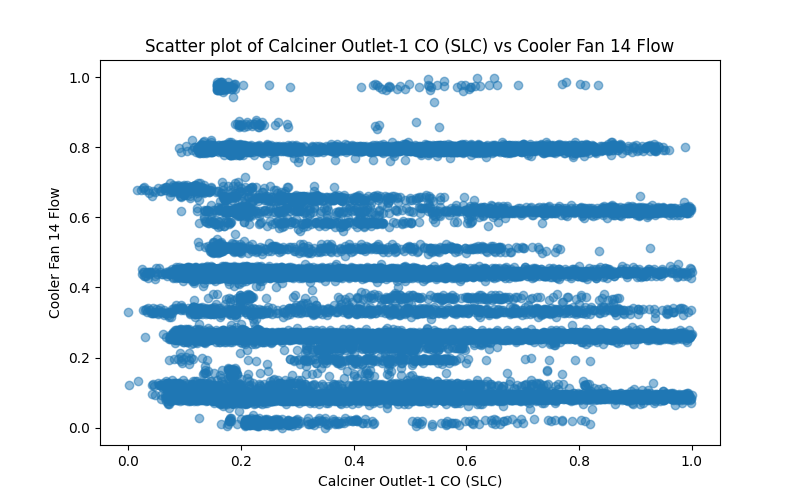 Scatter plot of Calciner Outlet-1 CO (SLC) vs Cooler Fan 14 Flow
1.0
0.8
0.6
0.4
0.2
0.0
Cooler Fan 14 Flow
0.0 0.2 0.4 0.6 0.8 1.0
Calciner Outlet-1 CO (SLC)